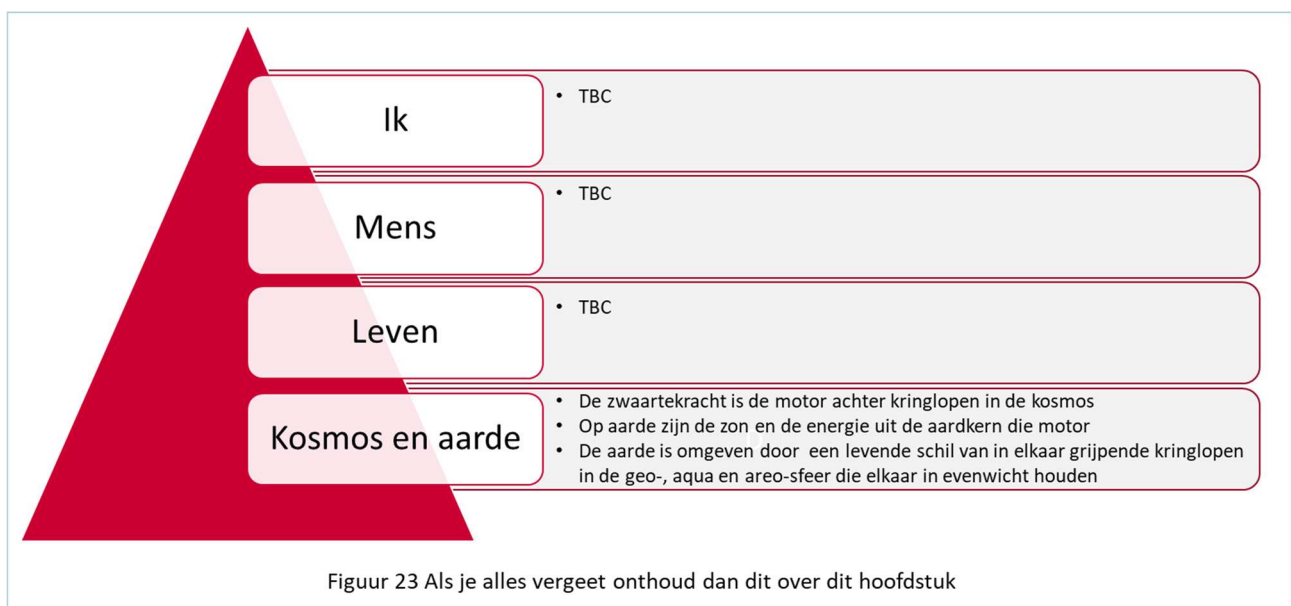 Ik
• TBC
Mens
• TBC
Leven
• TBC
Kosmos en aarde
• De zwaartekracht is de motor achter kringlopen in de kosmos
• Op aarde zijn de zon en de energie uit de aardkern die motor
• De aarde is omgeven door een levende schil van in elkaar grijpende kringlopen
in de geo-, aqua en areo-sfeer die elkaar in evenwicht houden
Figuur 23 Als je alles vergeet onthoud dan dit over dit hoofdstuk